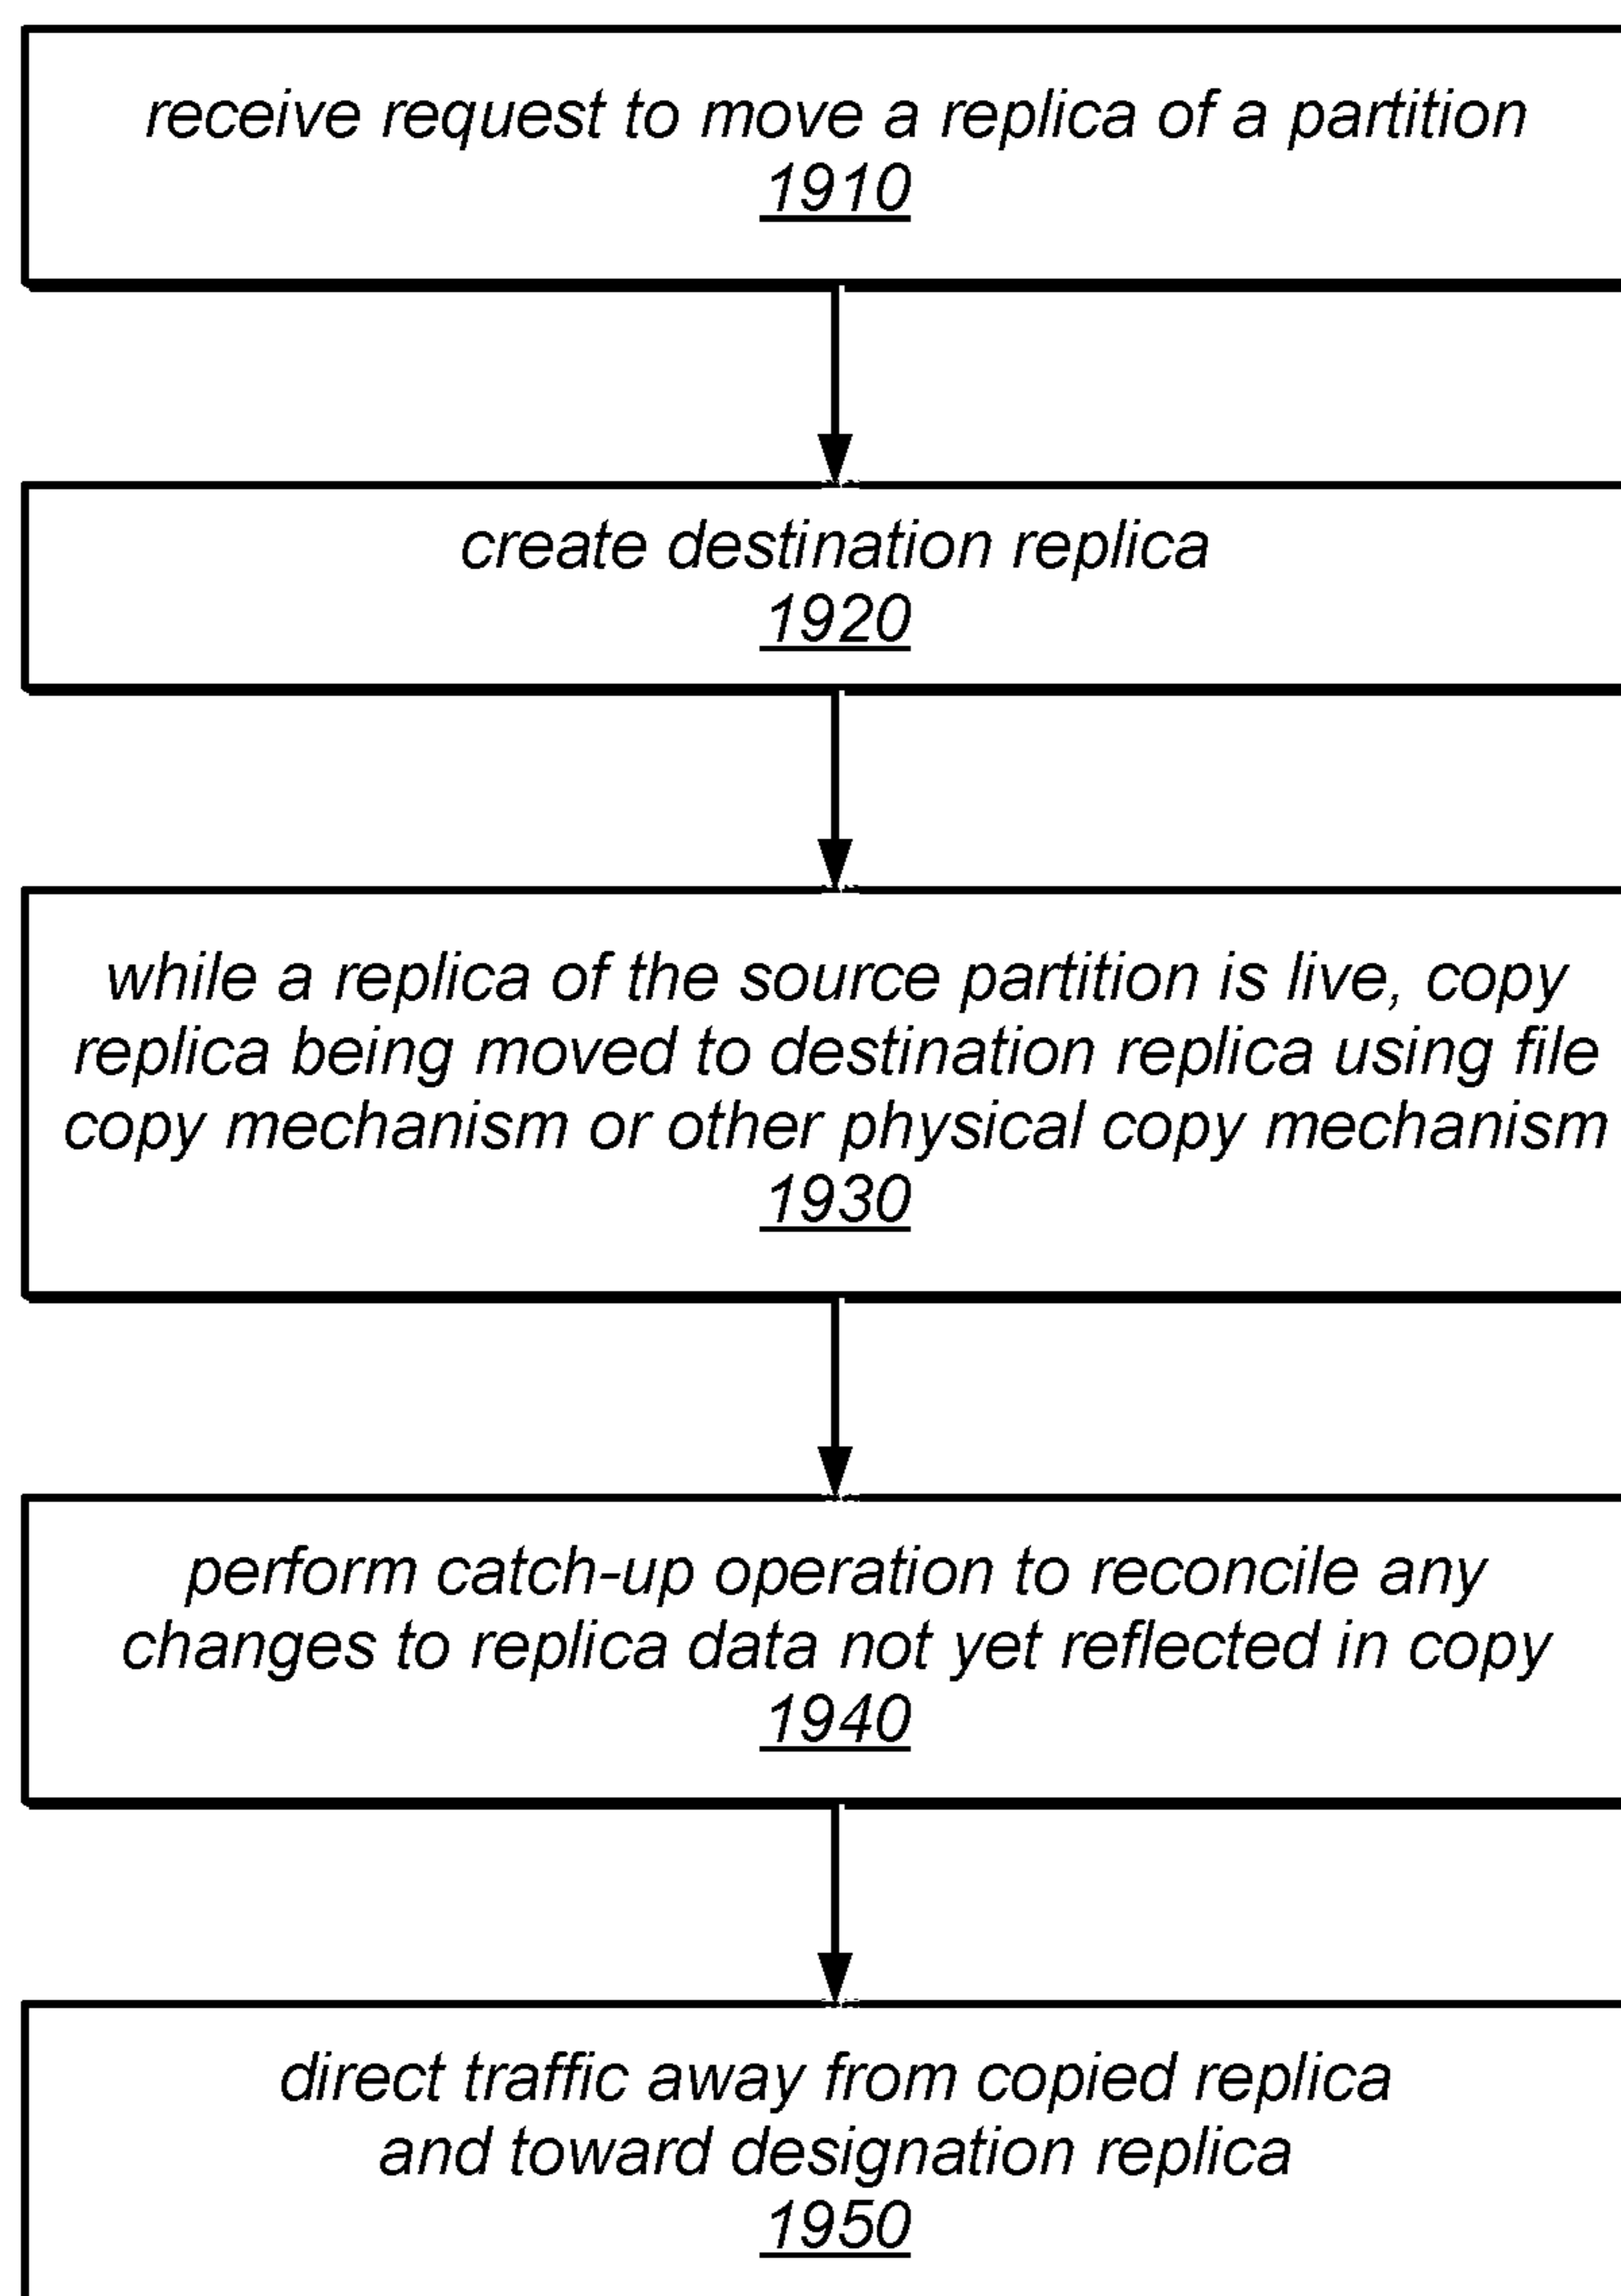 receive request to move a replica of a partition
1910
create destination replica
1920
while a replica of the source partition is live, copy
replica being moved to destination replica using file
copy mechanism or other physical copy mechanism
1930
perform catch-up operation to reconcile any
changes to replica data not yet reflected in copy
1940
direct traffic away from copied replica
and toward designation replica
1950